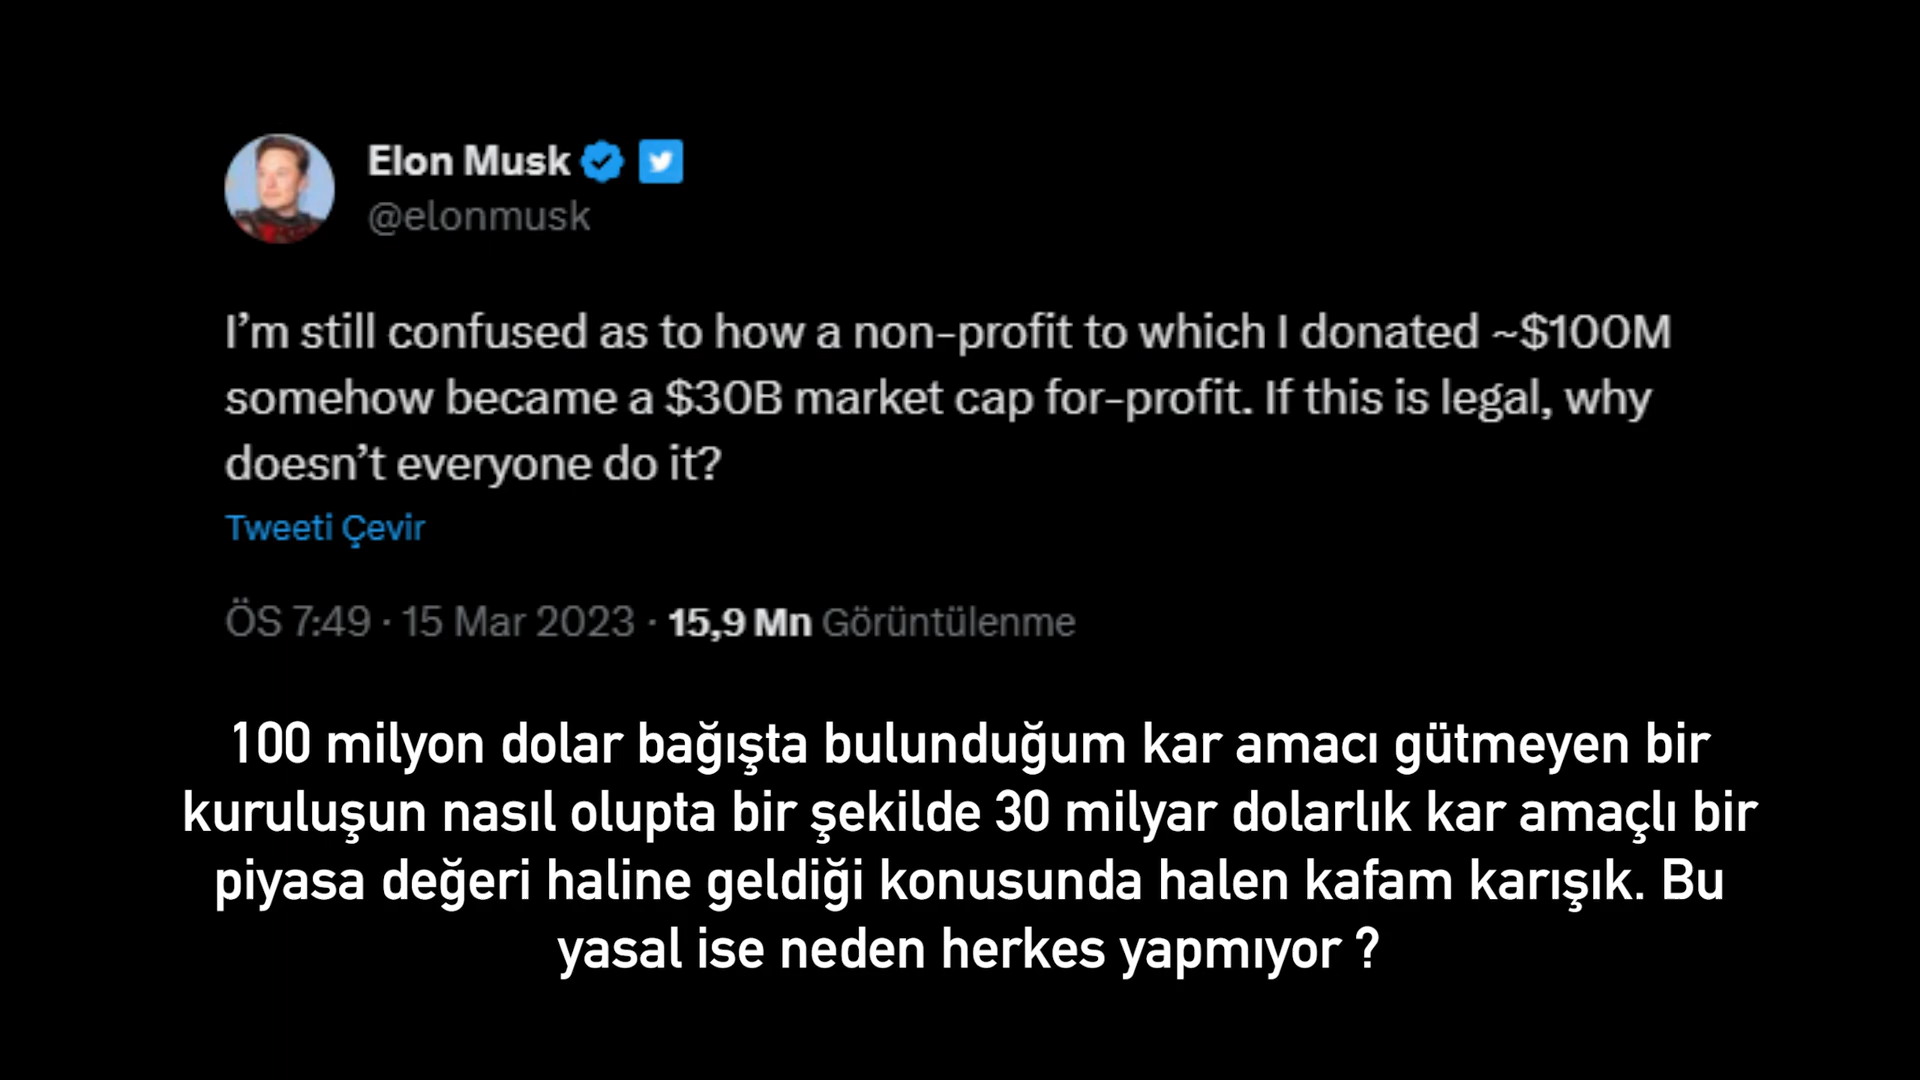 Elon Musk
@elonmusk
I’m still confused as to how a non-profit to which I donated ~$100M
somehow became a $30B market cap for-profit. If this is legal, why
doesn’t everyone do it?
Tweeti Çevir
ÖS 7:49 · 15 Mar 2023 · 15,9 Mn Görüntülenme
100 milyon dolar bağışta bulunduğum kar amacı gütmeyen bir
kuruluşun nasıl olupta bir şekilde 30 milyar dolarlık kar amaçlı bir
piyasa değeri haline geldiği konusunda halen kafam karışık. Bu
yasal ise neden herkes yapmıyor ?